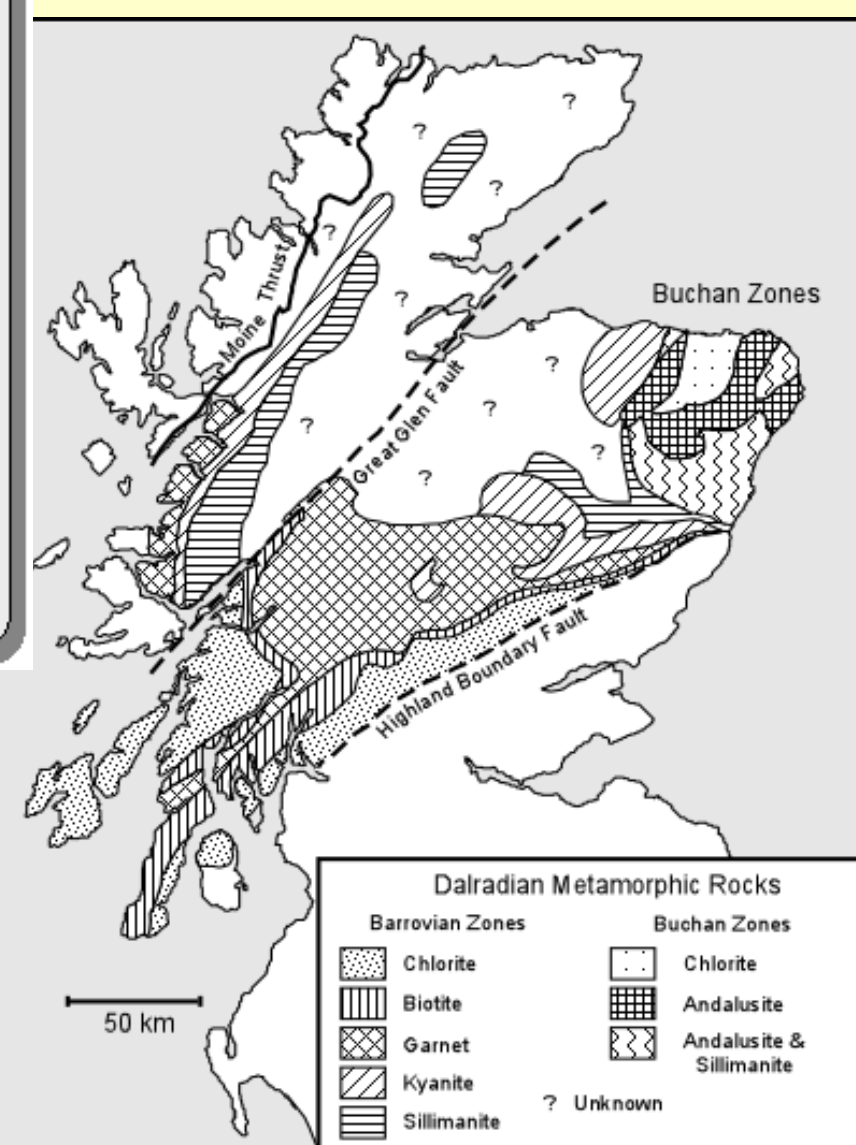 ?
?
?
?
Moine Thrust
?
Buchan Zones
?
?
?
Great Glen Fault
?
?
Highland Boundary Fault
50 km
Dalradian Metamorphic Rocks
Barrovian Zones
Chlorite
Biotite
Garnet
Kyanite
Sillimanite
Buchan Zones
Chlorite
Andalusite
Andalusite &
Sillimanite
? Unknown